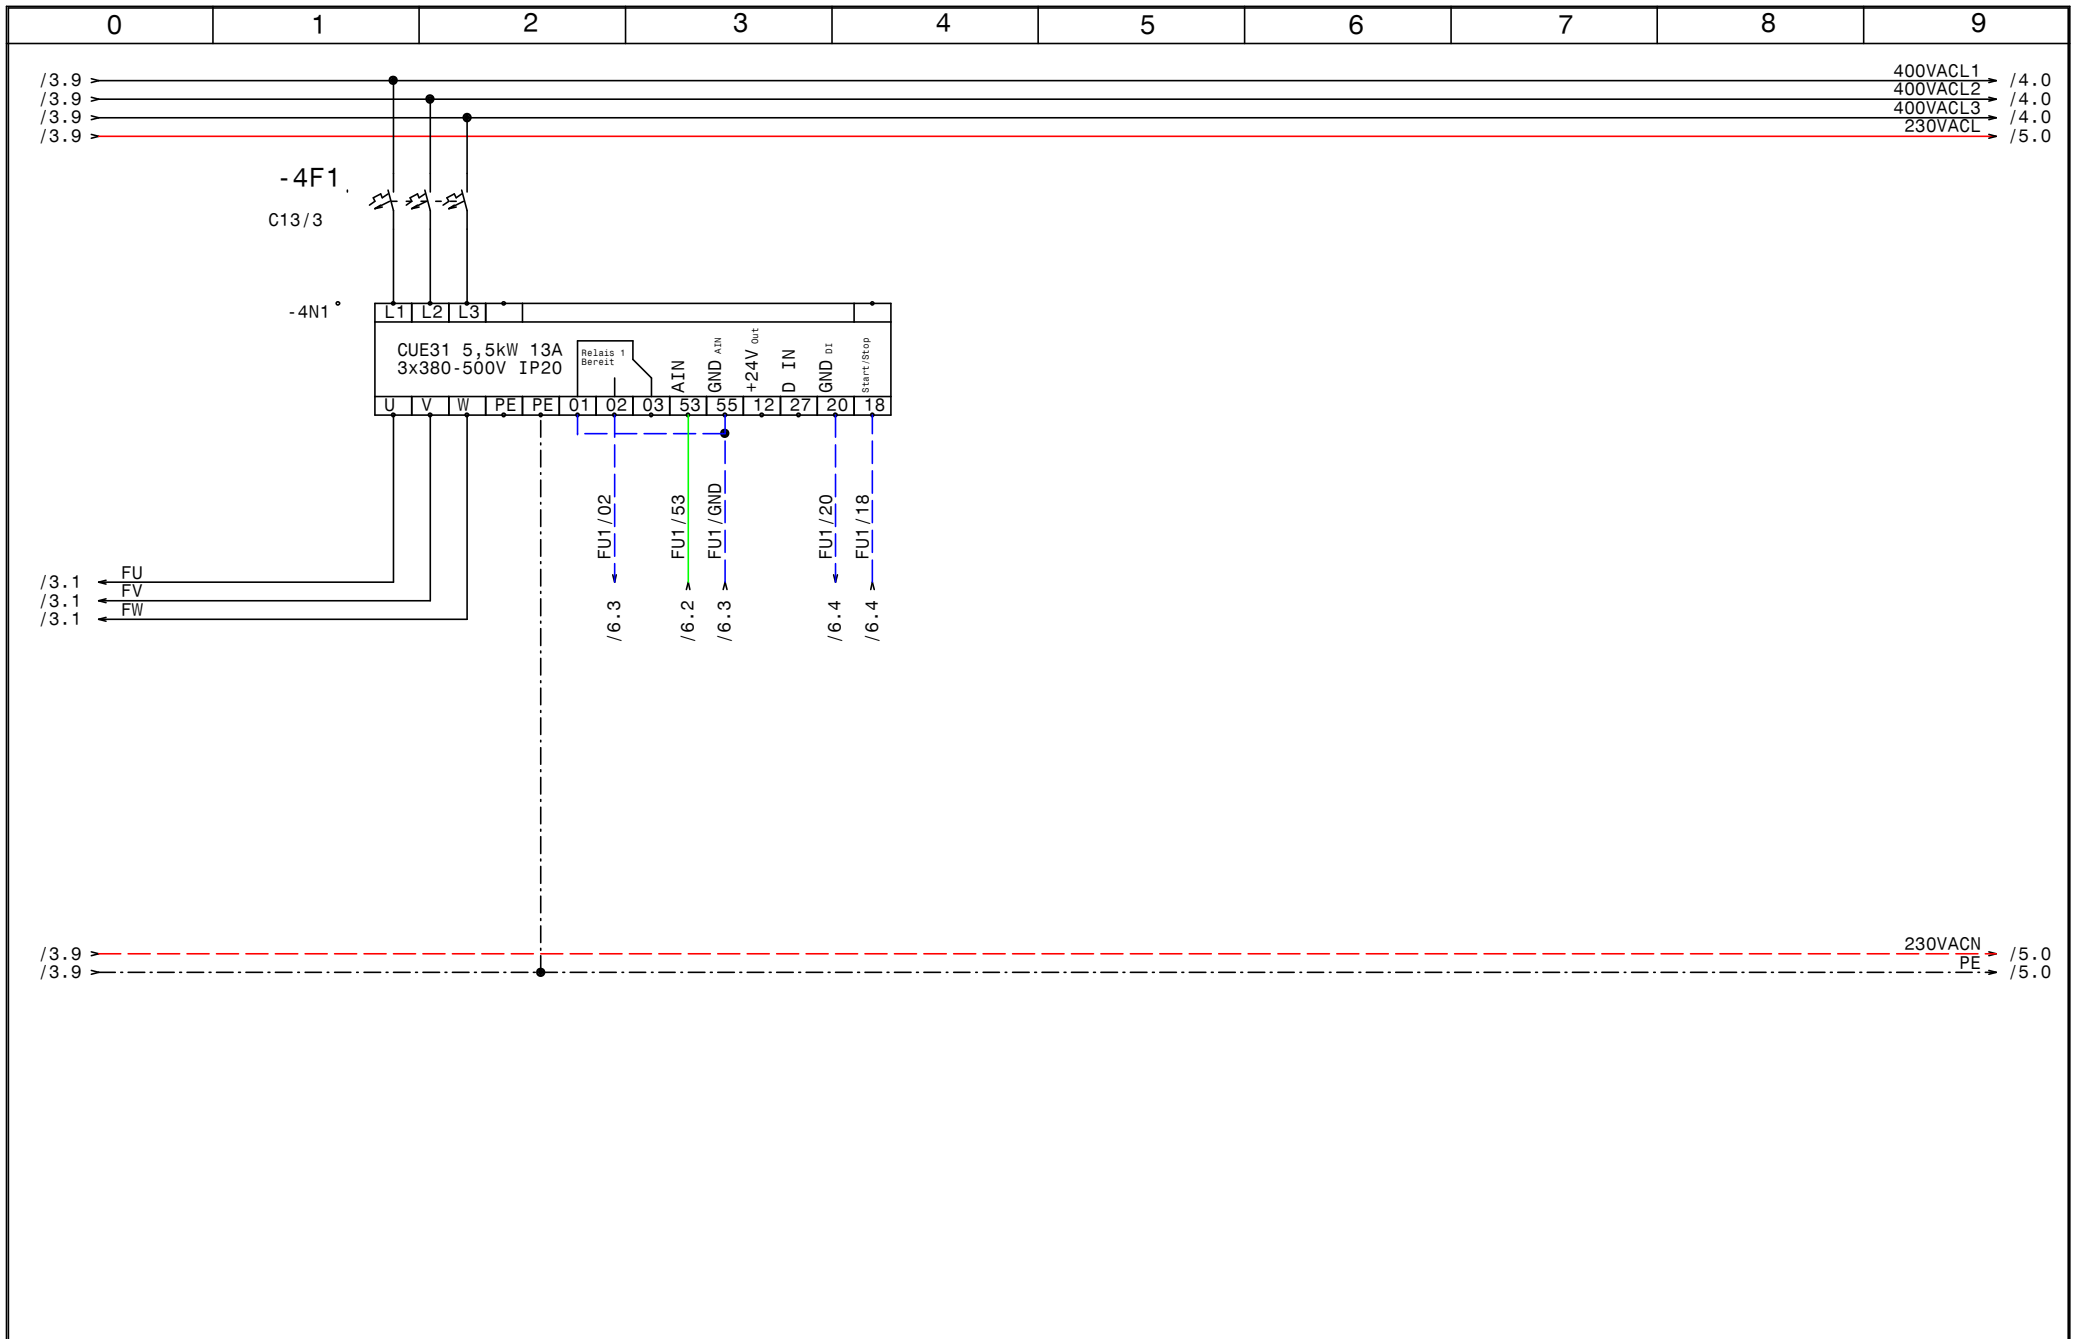 0 1 2 3 4 5 6 7 8 9
/3.9 400VACL1 /4.0
/3.9 400VACL2 /4.0
/3.9 400VACL3 /4.0
/3.9 230VACL /5.0
-4F1
C13/3
-4N1
L1 L2 L3
CUE31 5,5kW 13A
3x380-500V IP20
Relais 1
Bereit
AIN
GND AIN
+24V Out
D IN
GND DI
Start/Stop
U V W PE PE 01 02 03 53 55 12 27 20 18
FU1/02
FU1/53
FU1/GND
FU1/20
FU1/18
/3.1 FU
/3.1 FV
/3.1 FW
/6.3
/6.2
/6.3
/6.4
/6.4
/3.9 230VACN /5.0
/3.9 PE /5.0